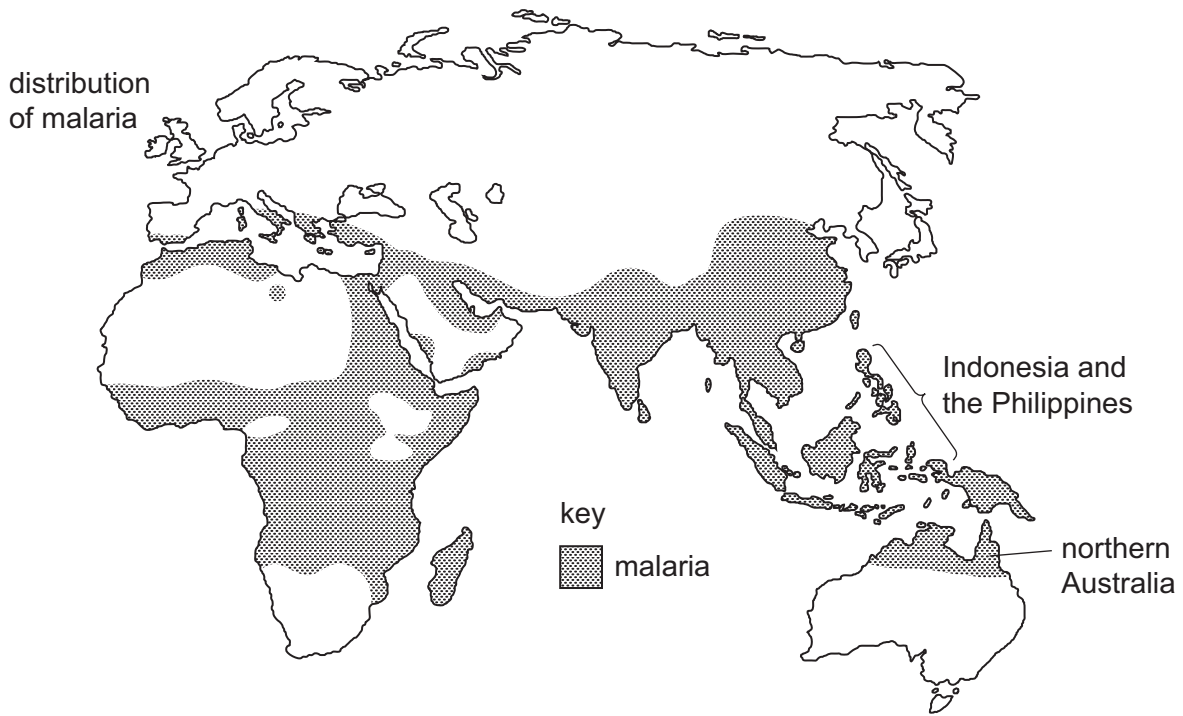 distribution
of malaria
Indonesia and
the Philippines
key
malaria
northern
Australia